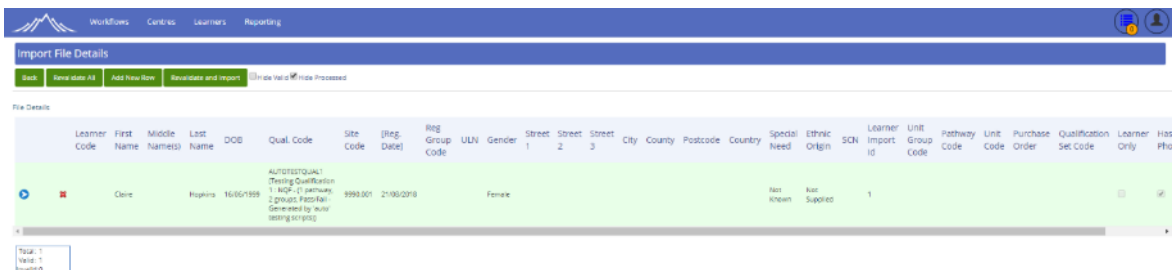 Workflows Centres Learners Reporting
0
Import File Details
Back Revalidate All Add New Row Revalidate and Import Hide Valid Hide Processed
File Details
Learner Code First Name Middle Name(s) Last Name DOB Qual. Code Site Code [Reg. Date] Reg Group Code ULN Gender Street 1 Street 2 Street 3 City County Postcode Country Special Need Ethnic Origin SCN Learner Import Id Unit Group Code Pathway Code Unit Code Purchase Order Qualification Set Code Learner Only Has Pho
AUTOTESTQUAL1
[Testing Qualification
1 : NQF - [1 pathway,
Claire Hopkins 16/06/1999 2 groups, Pass/Fail - 9990.001 21/06/2018 Female Not Known Not Supplied 1
Generated by 'auto'
testing scripts]]
Total: 1
Valid: 1
Invalid: 0